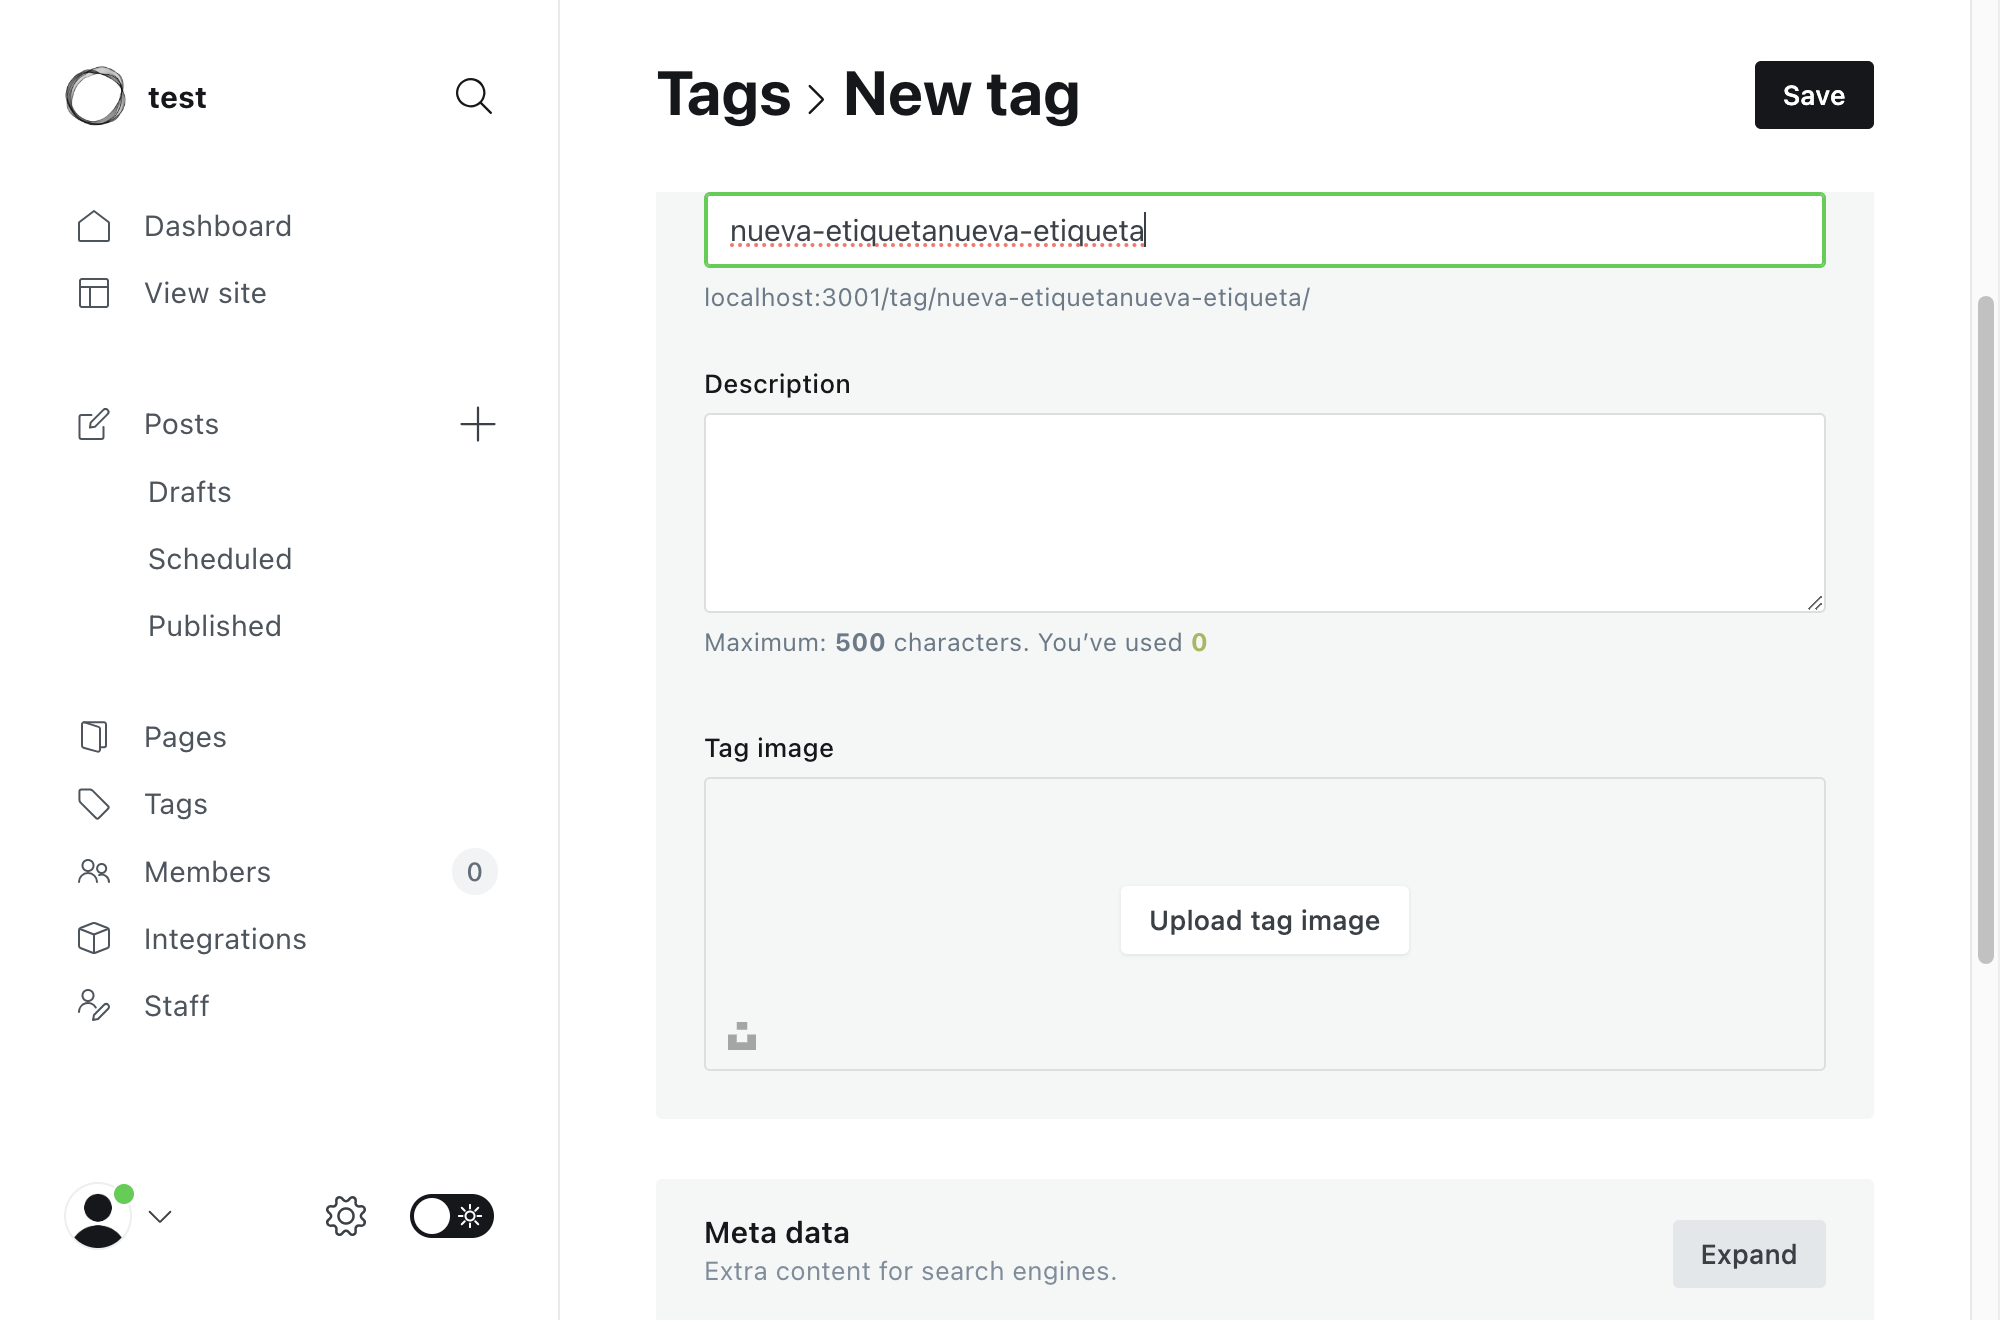 test
Dashboard
View site
Posts
Drafts
Scheduled
Published
Pages
Tags
Members
0
Integrations
Staff
Tags › New tag
Save
nueva-etiquetanueva-etiqueta
localhost:3001/tag/nueva-etiquetanueva-etiqueta/
Description
Maximum: 500 characters. You’ve used 0
Tag image
Upload tag image
Meta data
Extra content for search engines.
Expand